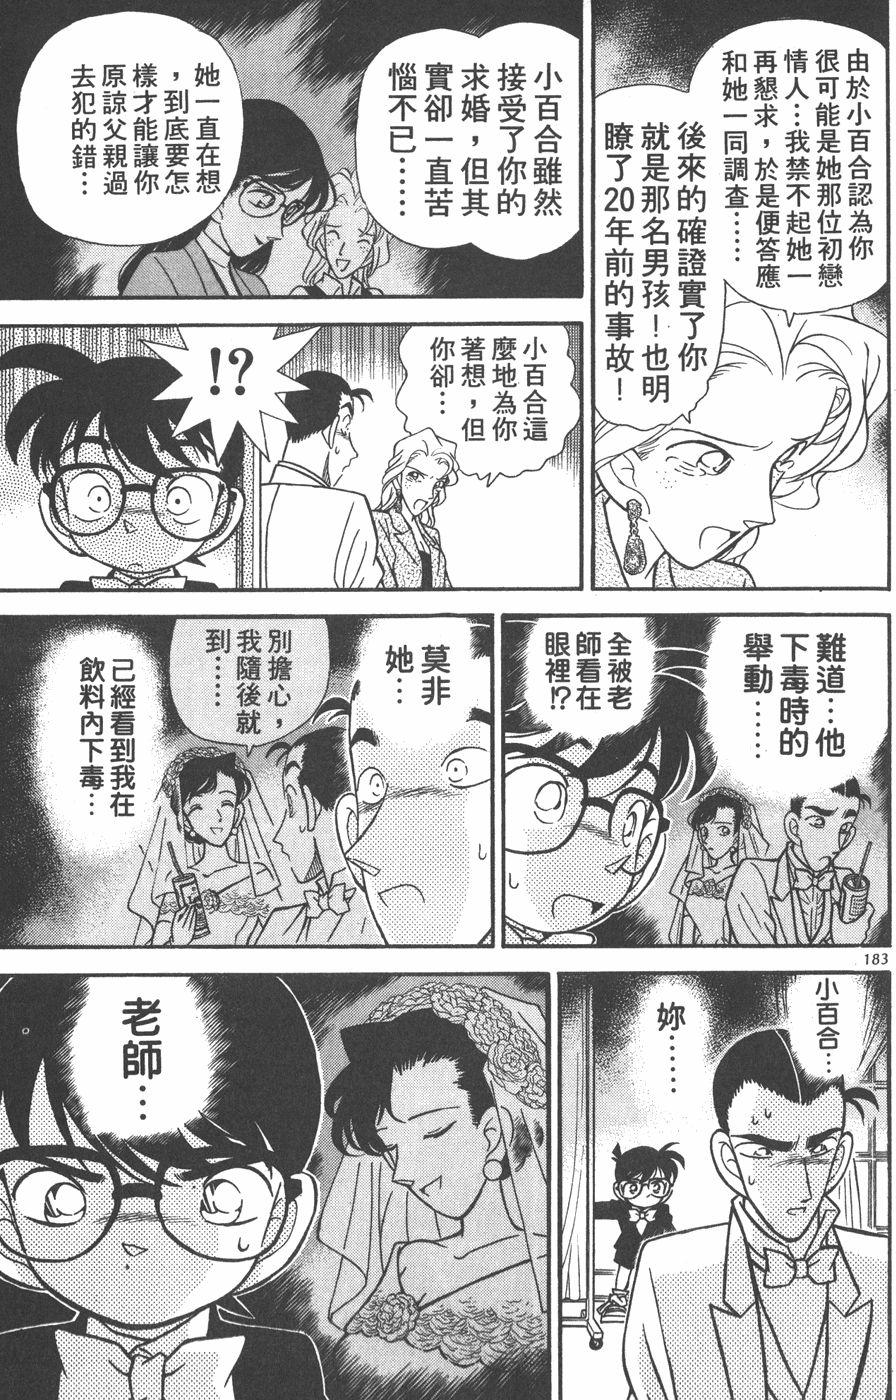 由於小百合認為你
很可能是她那位初戀
情人…我禁不起她一
再懇求，於是便答應
和她一同調查……
後來的確證實了你
就是那名男孩！也明
瞭了20年前的事故！
小百合雖然
接受了你的
求婚，但其
實卻一直苦
惱不已……
她一直在想
，到底要怎
樣才能讓你
原諒父親過
去犯的錯…
小百合這
麼地為你
著想，但
你卻…
！？
難道…他
下毒時的
舉動……
全被老
師看在
眼裡！？
莫非
她…
別擔心，
我隨後就
到……
已經看到我在
飲料內下毒…
183
小百合…
妳……
老師…